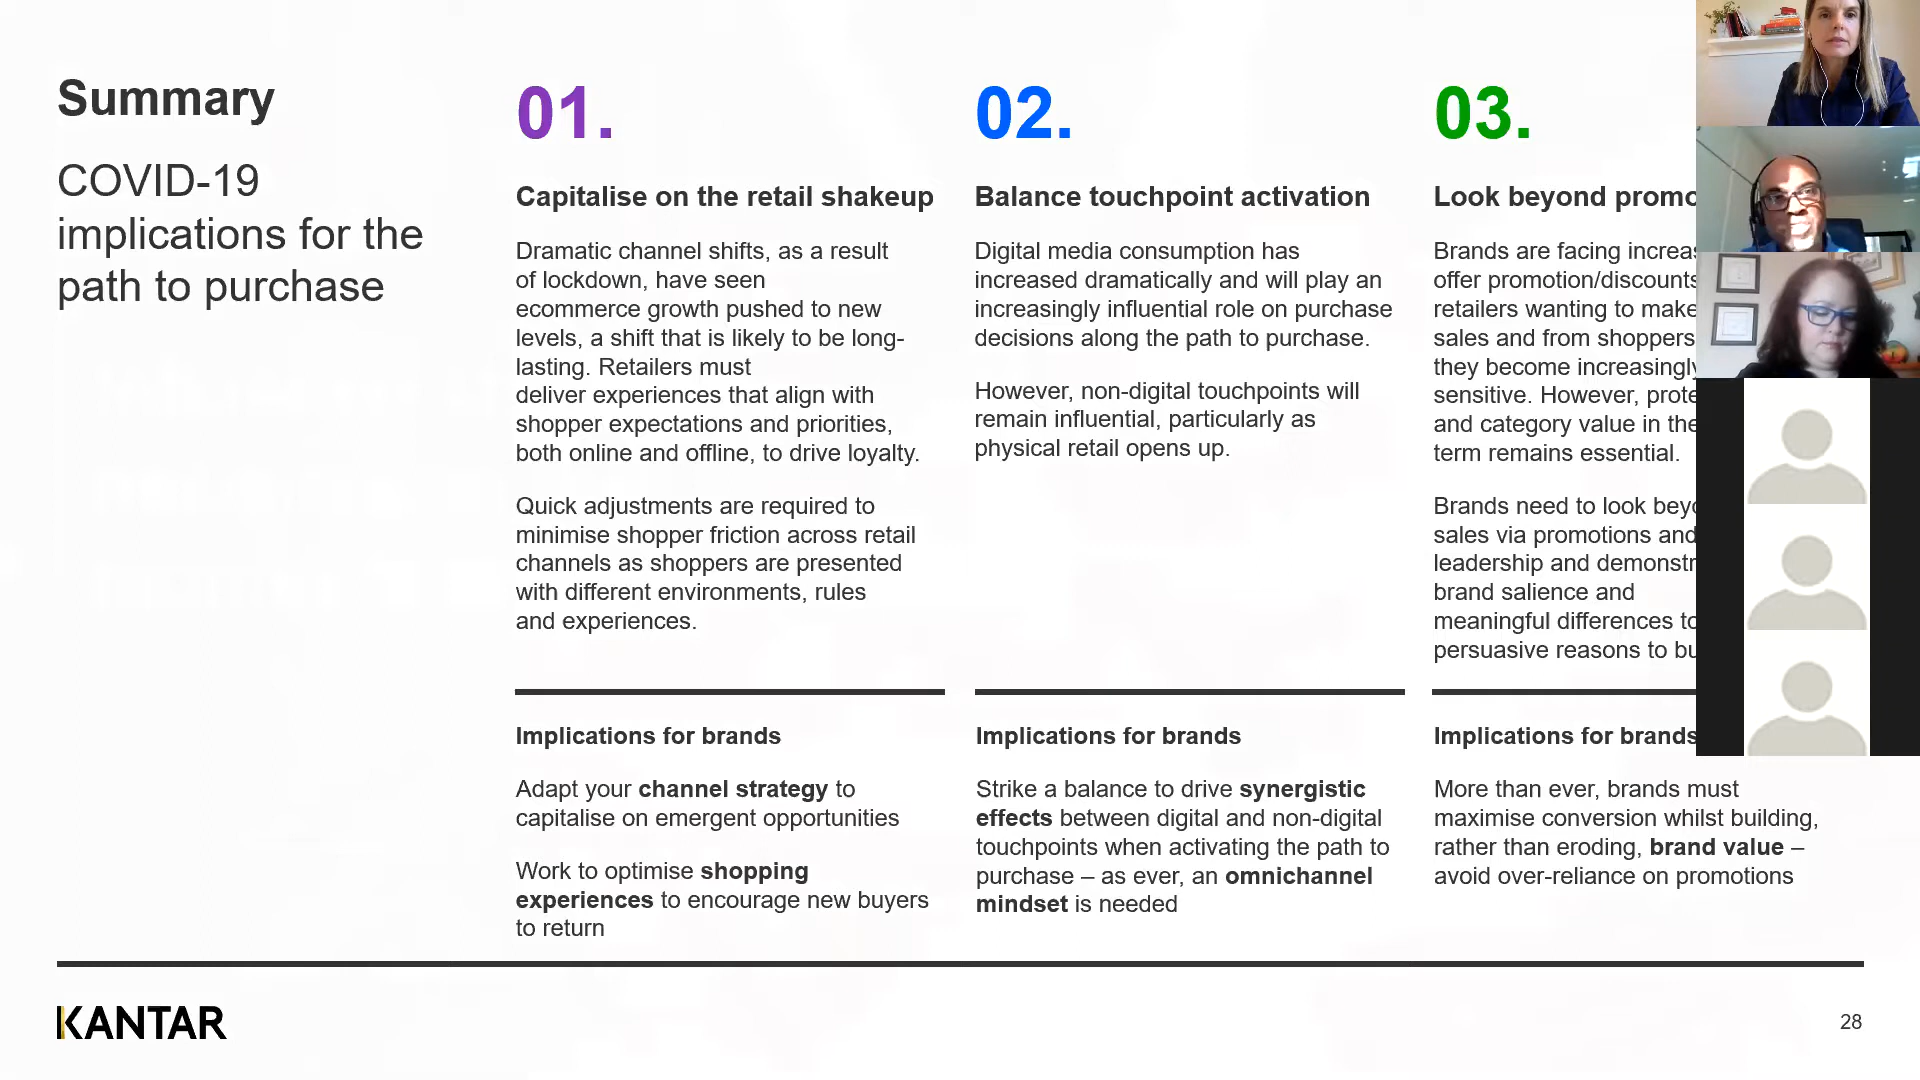 Summary
COVID-19
implications for the
path to purchase
01.
Capitalise on the retail shakeup
Dramatic channel shifts, as a result
of lockdown, have seen
ecommerce growth pushed to new
levels, a shift that is likely to be long-
lasting. Retailers must
deliver experiences that align with
shopper expectations and priorities,
both online and offline, to drive loyalty.
Quick adjustments are required to
minimise shopper friction across retail
channels as shoppers are presented
with different environments, rules
and experiences.
Implications for brands
Adapt your channel strategy to
capitalise on emergent opportunities
Work to optimise shopping
experiences to encourage new buyers
to return
02.
Balance touchpoint activation
Digital media consumption has
increased dramatically and will play an
increasingly influential role on purchase
decisions along the path to purchase.
However, non-digital touchpoints will
remain influential, particularly as
physical retail opens up.
Implications for brands
Strike a balance to drive synergistic
effects between digital and non-digital
touchpoints when activating the path to
purchase – as ever, an omnichannel
mindset is needed
03.
Look beyond
Brands are facing
offer promotion/discounts
retailers wanting to make
sales and from shoppers
they become increasingly
sensitive. However,
and category value in the
term remains essential.
Brands need to look
sales via promotions and
leadership and
brand salience and
meaningful differences to
persuasive reasons to
Implications for brands
More than ever, brands must
maximise conversion whilst building,
rather than eroding, brand value –
avoid over-reliance on promotions
KANTAR
28